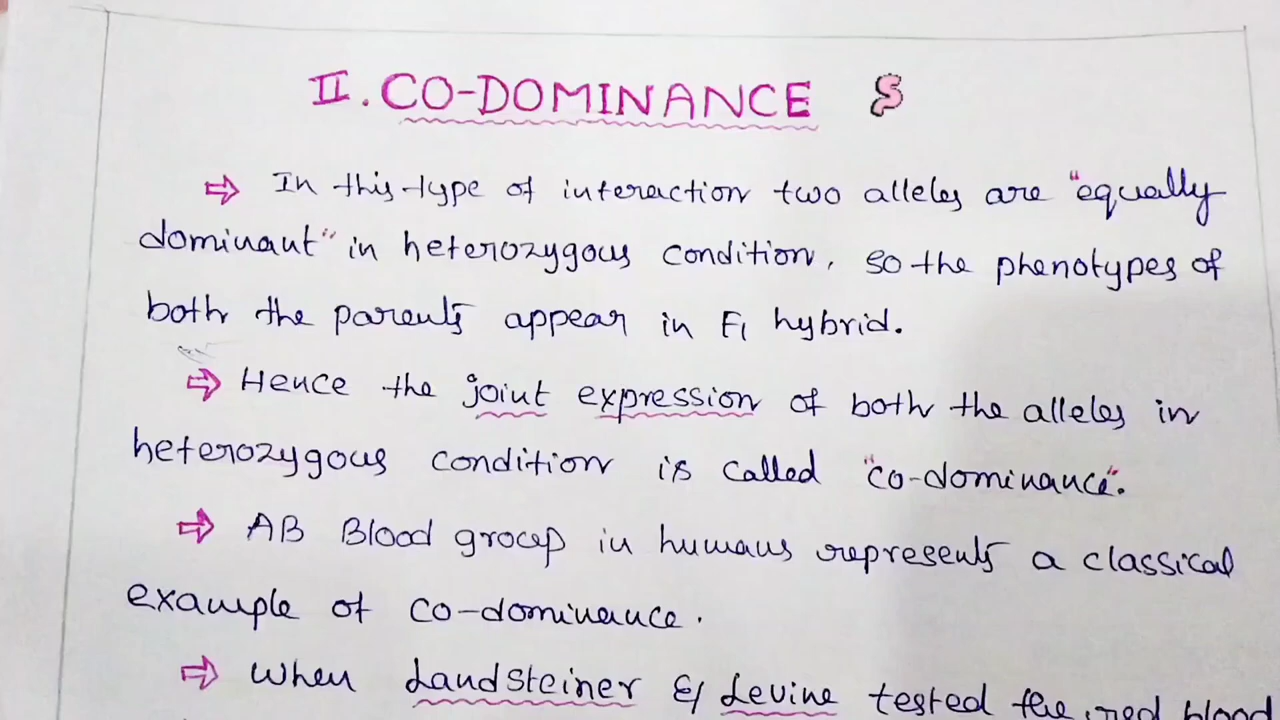 II. CO-DOMINANCE
⇨ In this type of interaction two alleles are "equally
dominant" in heterozygous condition, so the phenotypes of
both the parents appear in F1 hybrid.
⇨ Hence the joint expression of both the alleles in
heterozygous condition is called "co-dominance".
⇨ AB Blood group in humans represents a classical
example of co-dominance.
⇨ When Landsteiner & Levine tested the red blood